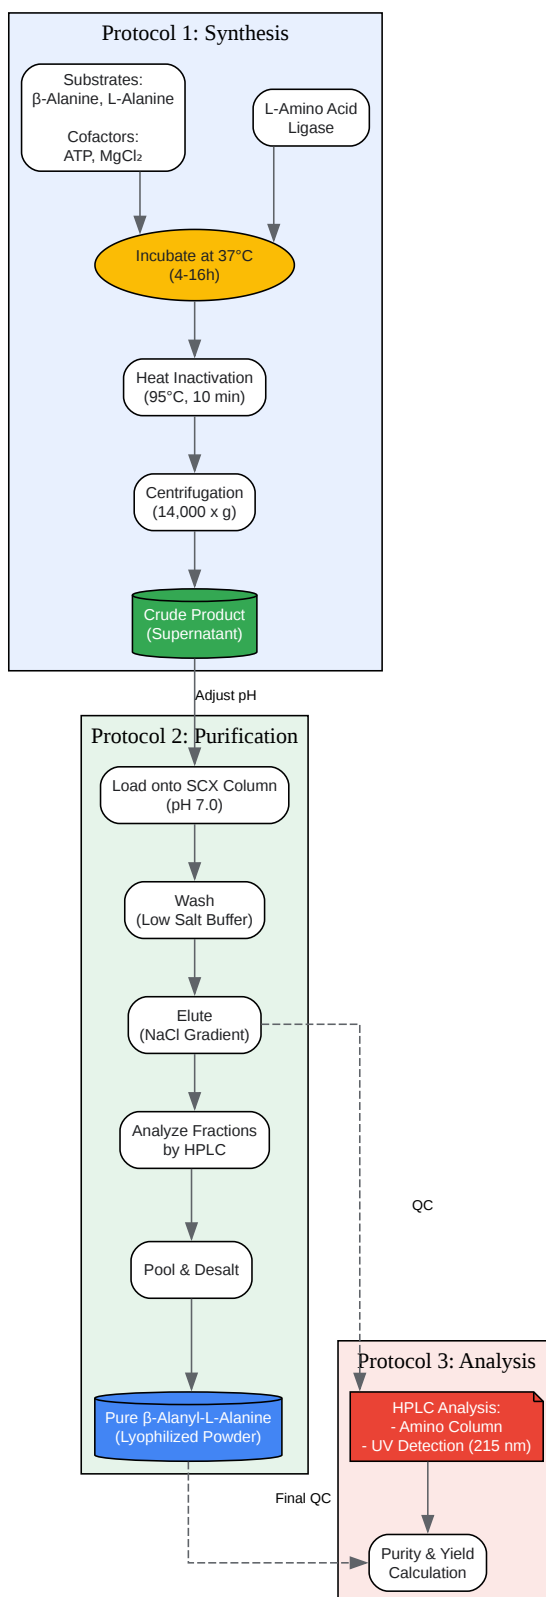 Protocol 1: Synthesis
Substrates:
β-Alanine, L-Alanine
Cofactors:
ATP, MgCl₂
L-Amino Acid
Ligase
Incubate at 37°C
(4-16h)
Heat Inactivation
(95°C, 10 min)
Centrifugation
(14,000 x g)
Crude Product
(Supernatant)
Adjust pH
Protocol 2: Purification
Load onto SCX Column
(pH 7.0)
Wash
(Low Salt Buffer)
Elute
(NaCl Gradient)
Analyze Fractions
by HPLC
QC
Pool & Desalt
Pure β-Alanyl-L-Alanine
(Lyophilized Powder)
Protocol 3: Analysis
HPLC Analysis:
- Amino Column
- UV Detection (215 nm)
Final QC
Purity & Yield
Calculation